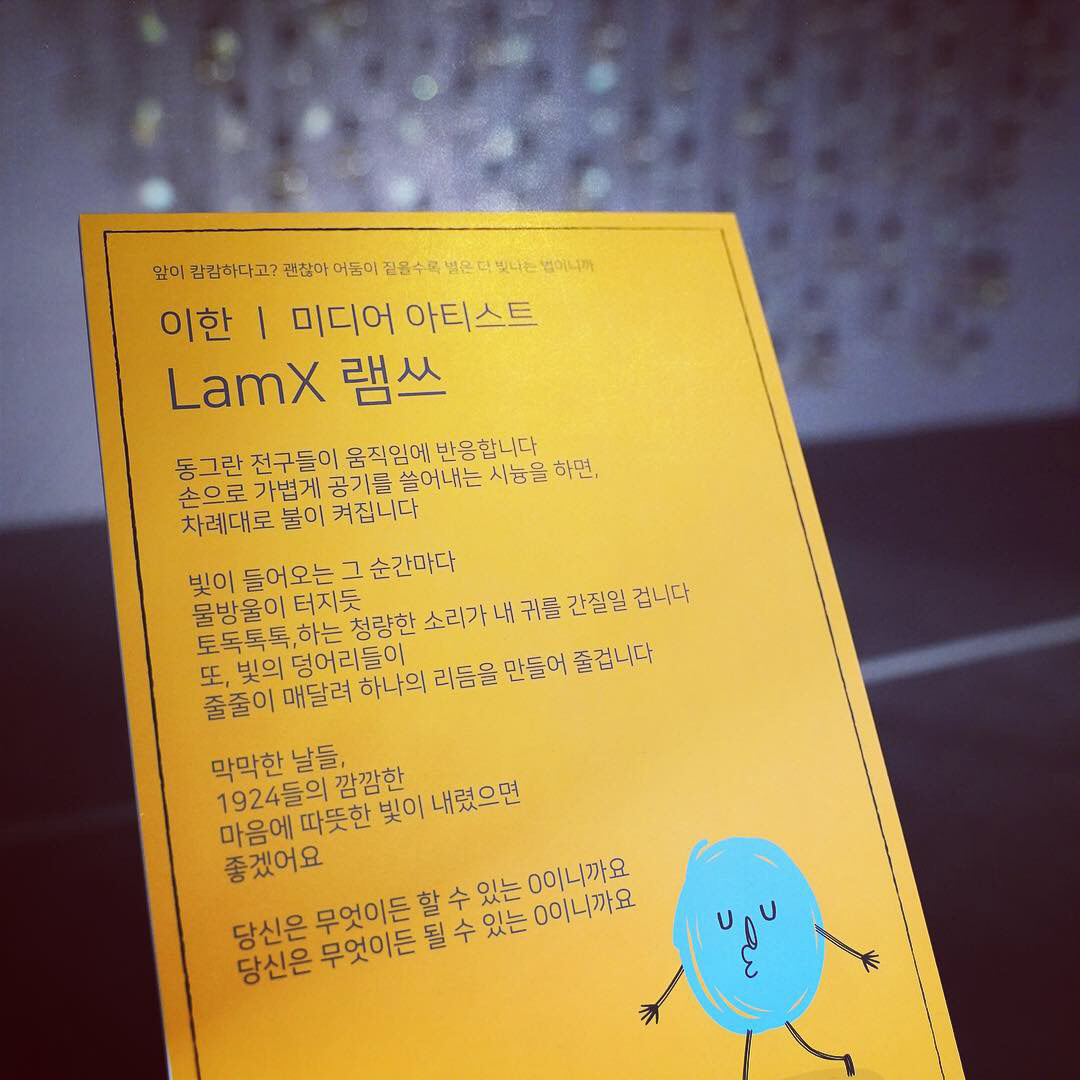 앞이 캄캄하다고? 괜찮아 어둠이 짙을수록 별은 더 빛나는 법이니까
이한 ㅣ 미디어 아티스트
LamX 램쓰
동그란 전구들이 움직임에 반응합니다
손으로 가볍게 공기를 쓸어내는 시늉을 하면,
차례대로 불이 켜집니다
빛이 들어오는 그 순간마다
물방울이 터지듯
토독톡톡,하는 청량한 소리가 내 귀를 간질일 겁니다
또, 빛의 덩어리들이
줄줄이 매달려 하나의 리듬을 만들어 줄겁니다
막막한 날들,
1924들의 깜깜한
마음에 따뜻한 빛이 내렸으면
좋겠어요
당신은 무엇이든 할 수 있는 0이니까요
당신은 무엇이든 될 수 있는 0이니까요